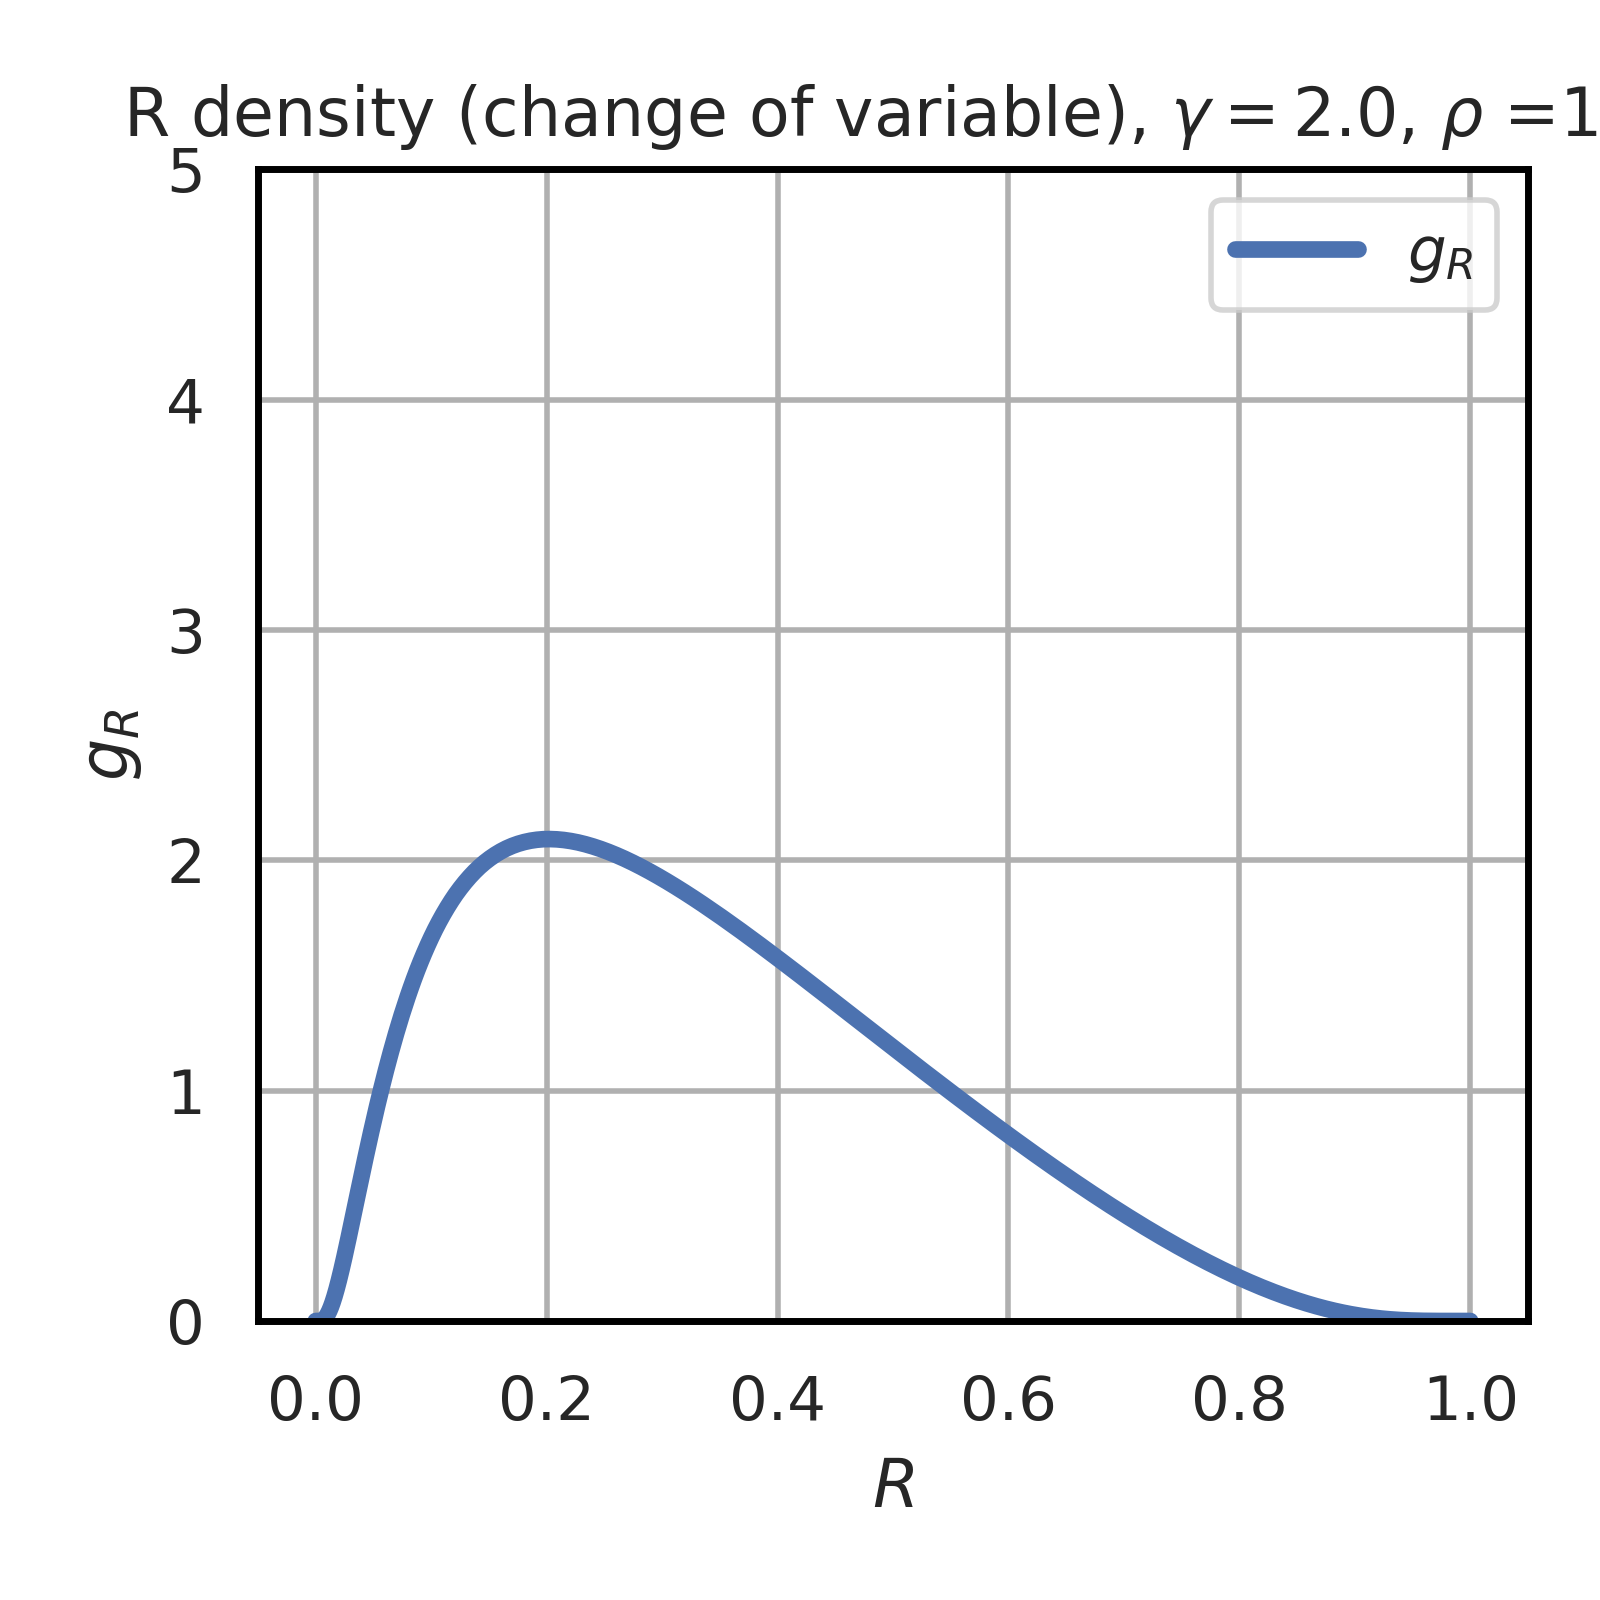 R density (change of variable), γ = 2.0, ρ =1
5
4
3
2
1
0
g_R
g_R
0.0 0.2 0.4 0.6 0.8 1.0
R